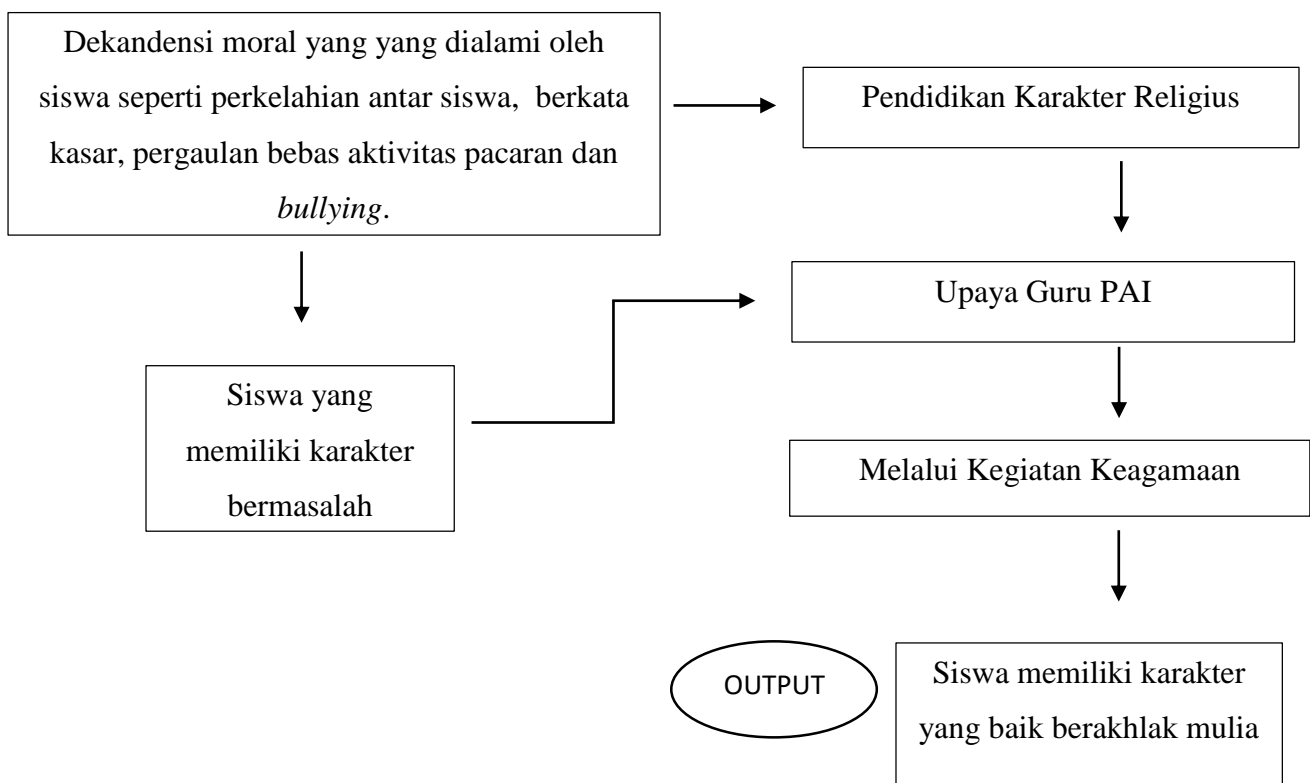 Dekandensi moral yang yang dialami oleh
siswa seperti perkelahian antar siswa, berkata
kasar, pergaulan bebas aktivitas pacaran dan
bullying.
Pendidikan Karakter Religius
Upaya Guru PAI
Siswa yang
memiliki karakter
bermasalah
Melalui Kegiatan Keagamaan
OUTPUT
Siswa memiliki karakter
yang baik berakhlak mulia